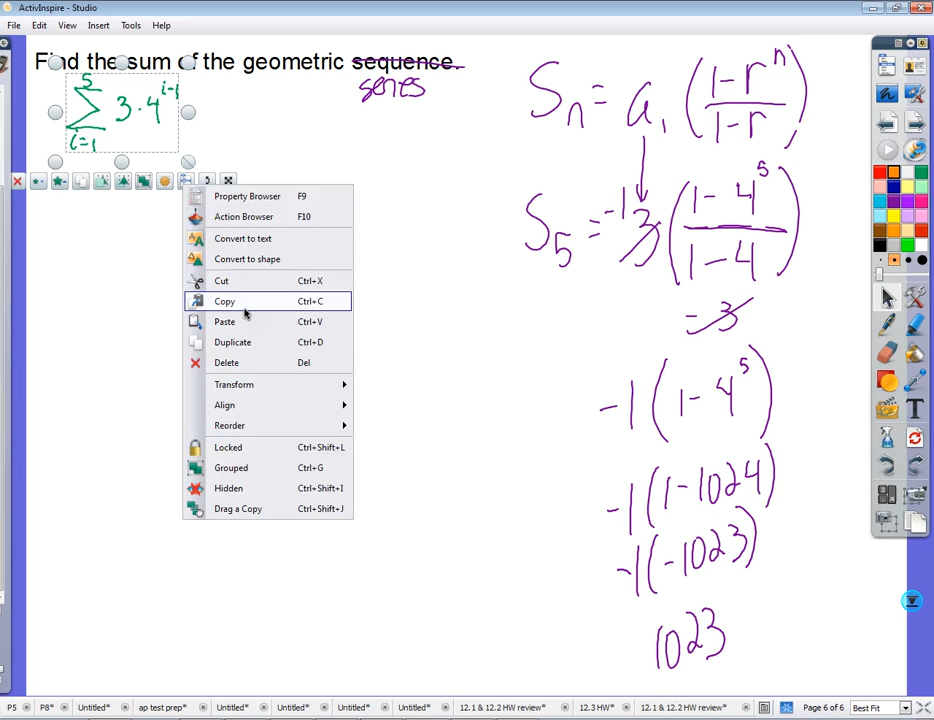 ActivInspire - Studio
File Edit View Insert Tools Help
Find the sum of the geometric sequence.
series
5
Σ 3·4^(i-1)
i=1
Sn = a1 (1-r^n / 1-r)
S5 = -1 3 (1-4^5 / 1-4)
-3
-1(1-4^5)
-1(1-1024)
-1(-1023)
1023
Property Browser F9
Action Browser F10
Convert to text
Convert to shape
Cut Ctrl+X
Copy Ctrl+C
Paste Ctrl+V
Duplicate Ctrl+D
Delete Del
Transform
Align
Reorder
Locked Ctrl+Shift+L
Grouped Ctrl+G
Hidden Ctrl+Shift+I
Drag a Copy Ctrl+Shift+J
P5 P8* Untitled* Untitled* ap test prep* Untitled* Untitled* Untitled* Untitled* 12.1 & 12.2 HW review* 12.3 HW* 12.1 & 12.2 HW review* Page 6 of 6 Best Fit